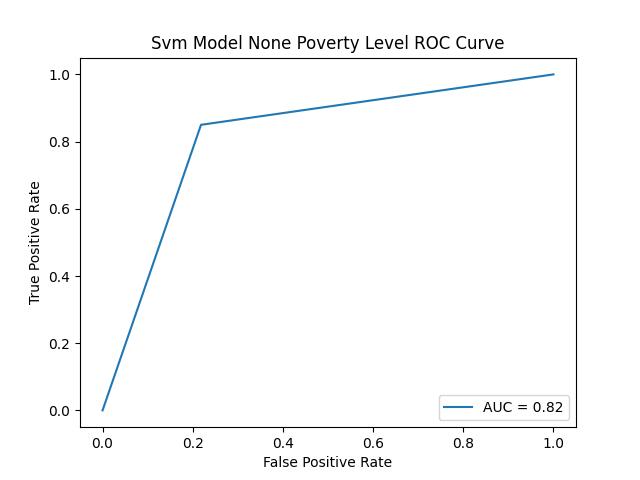 Svm Model None Poverty Level ROC Curve
1.0
0.8
0.6
0.4
0.2
0.0
True Positive Rate
AUC = 0.82
0.0 0.2 0.4 0.6 0.8 1.0
False Positive Rate